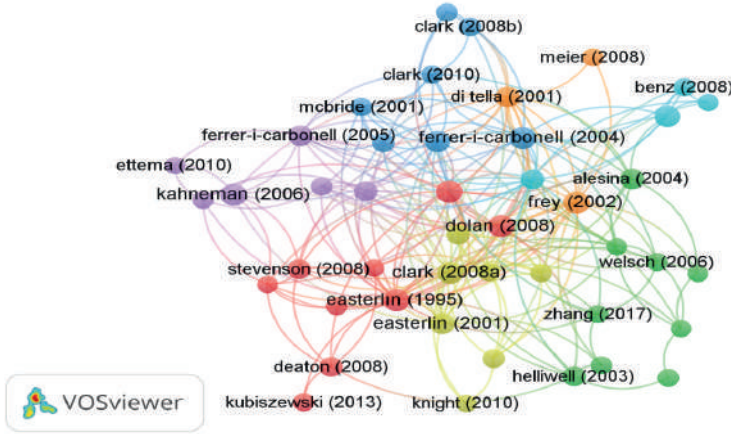 clark (2008b)
meier (2008)
clark (2010)
benz (2008)
di tella (2001)
mcbride (2001)
ferrer-i-carbonell (2005)
ferrer-i-carbonell (2004)
ettema (2010)
alesina (2004)
kahneman (2006)
frey (2002)
dolan (2008)
welsch (2006)
stevenson (2008)
clark (2008a)
easterlin (1995)
zhang (2017)
easterlin (2001)
deaton (2008)
helliwell (2003)
kubiszewski (2013)
knight (2010)
VOSviewer